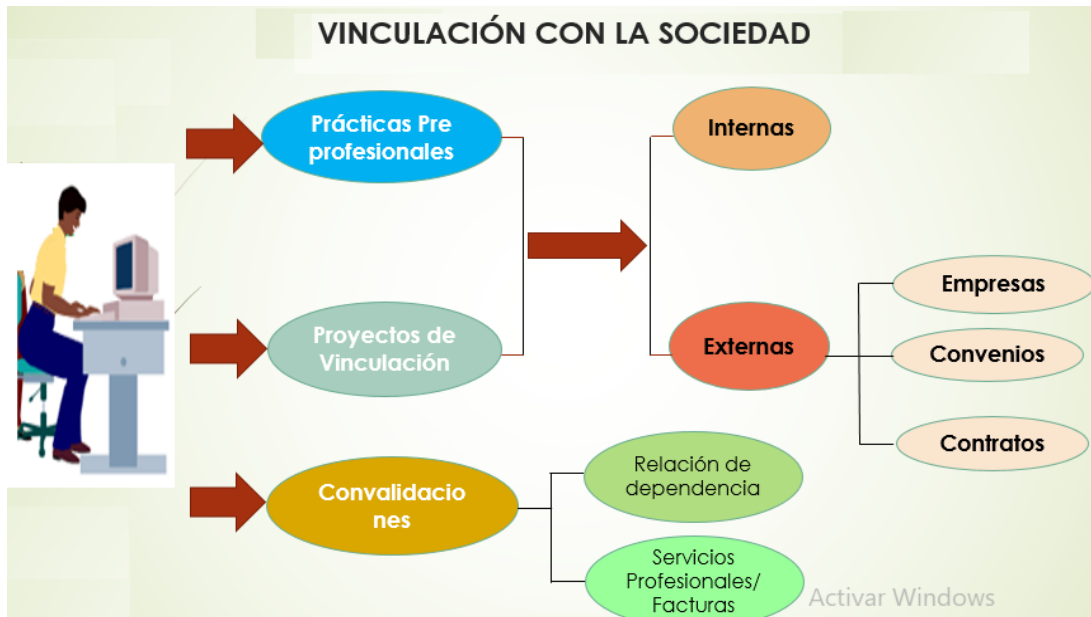 VINCULACIÓN CON LA SOCIEDAD
Prácticas Pre
profesionales
Internas
Proyectos de
Vinculación
Externas
Empresas
Convenios
Contratos
Convalidacio
nes
Relación de
dependencia
Servicios
Profesionales/
Facturas
Activar Windows